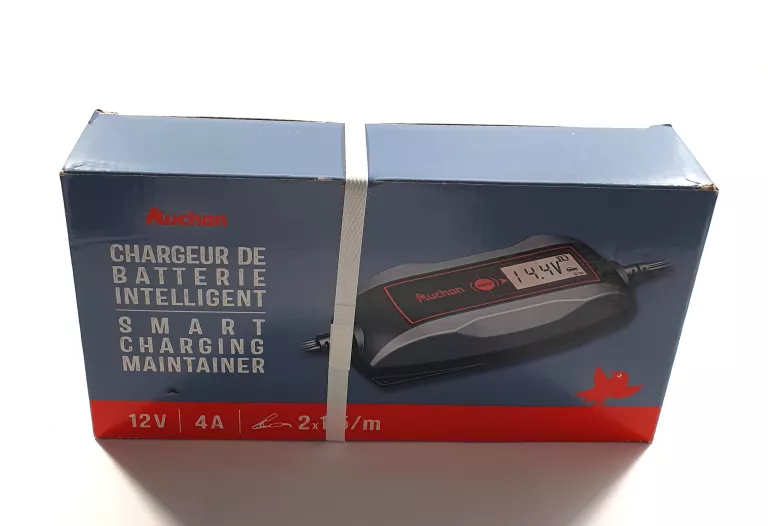 Auchan
CHARGEUR DE
BATTERIE
INTELLIGENT
SMART
CHARGING
MAINTAINER
Auchan
14.4V
12V | 4A | /m